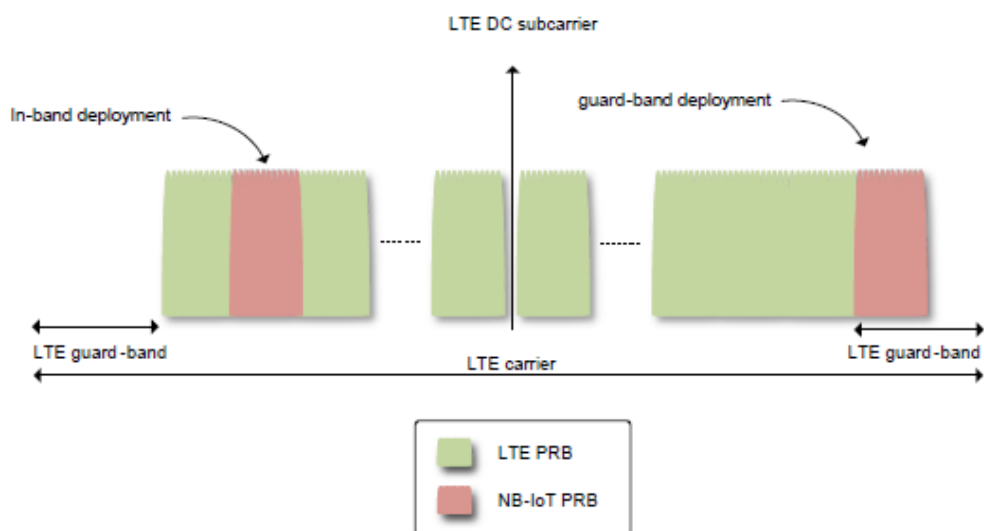 LTE DC subcarrier
In-band deployment
guard-band deployment
LTE guard-band
LTE guard-band
LTE carrier
LTE PRB
NB-IoT PRB